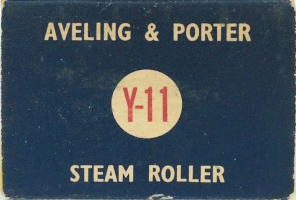 AVELING & PORTER
Y-11
STEAM ROLLER